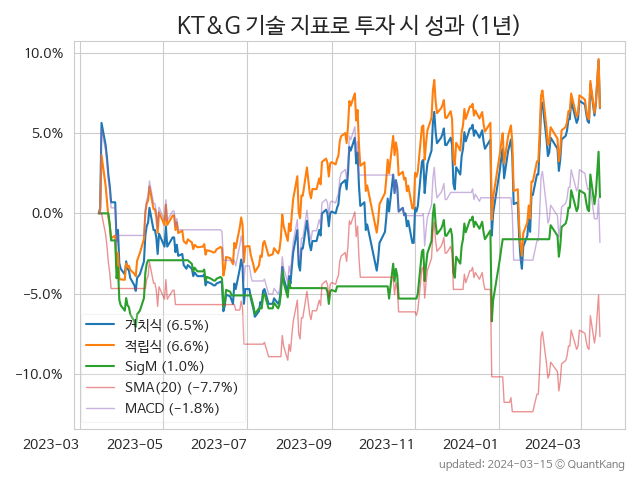 KT&G 기술 지표로 투자 시 성과 (1년)
10.0%
5.0%
0.0%
−5.0%
−10.0%
거치식 (6.5%)
적립식 (6.6%)
SigM (1.0%)
SMA(20) (−7.7%)
MACD (−1.8%)
2023-03 2023-05 2023-07 2023-09 2023-11 2024-01 2024-03
updated: 2024-03-15 © QuantKang